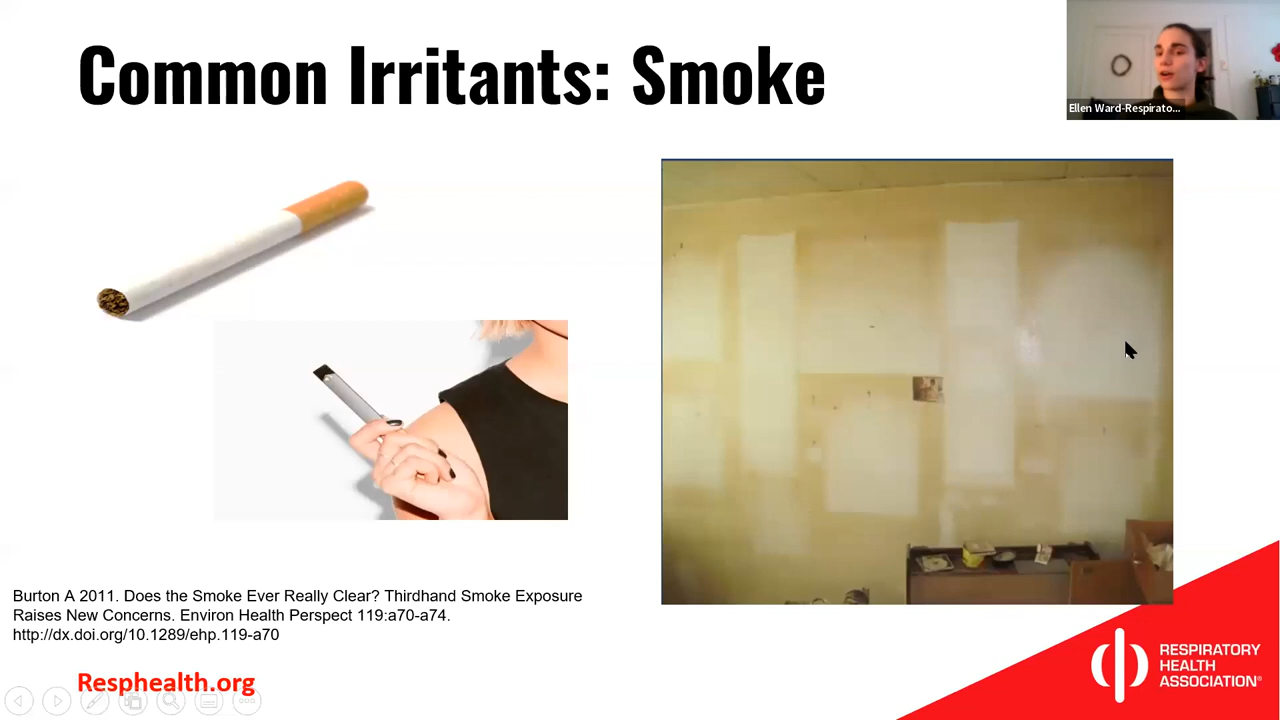 Common Irritants: Smoke
Ellen Ward-Respirato...
Burton A 2011. Does the Smoke Ever Really Clear? Thirdhand Smoke Exposure
Raises New Concerns. Environ Health Perspect 119:a70-a74.
http://dx.doi.org/10.1289/ehp.119-a70
Resphealth.org
RESPIRATORY
HEALTH
ASSOCIATION®